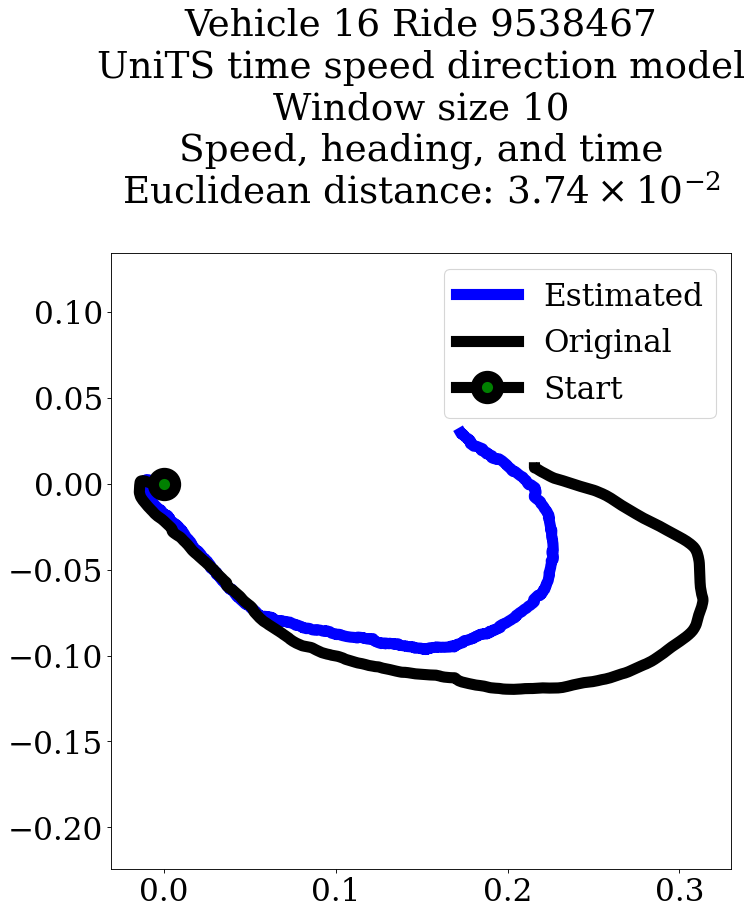 Vehicle 16 Ride 9538467
UniTS time speed direction model
Window size 10
Speed, heading, and time
Euclidean distance: 3.74 × 10⁻²
Estimated
Original
Start
0.10
0.05
0.00
−0.05
−0.10
−0.15
−0.20
0.0 0.1 0.2 0.3